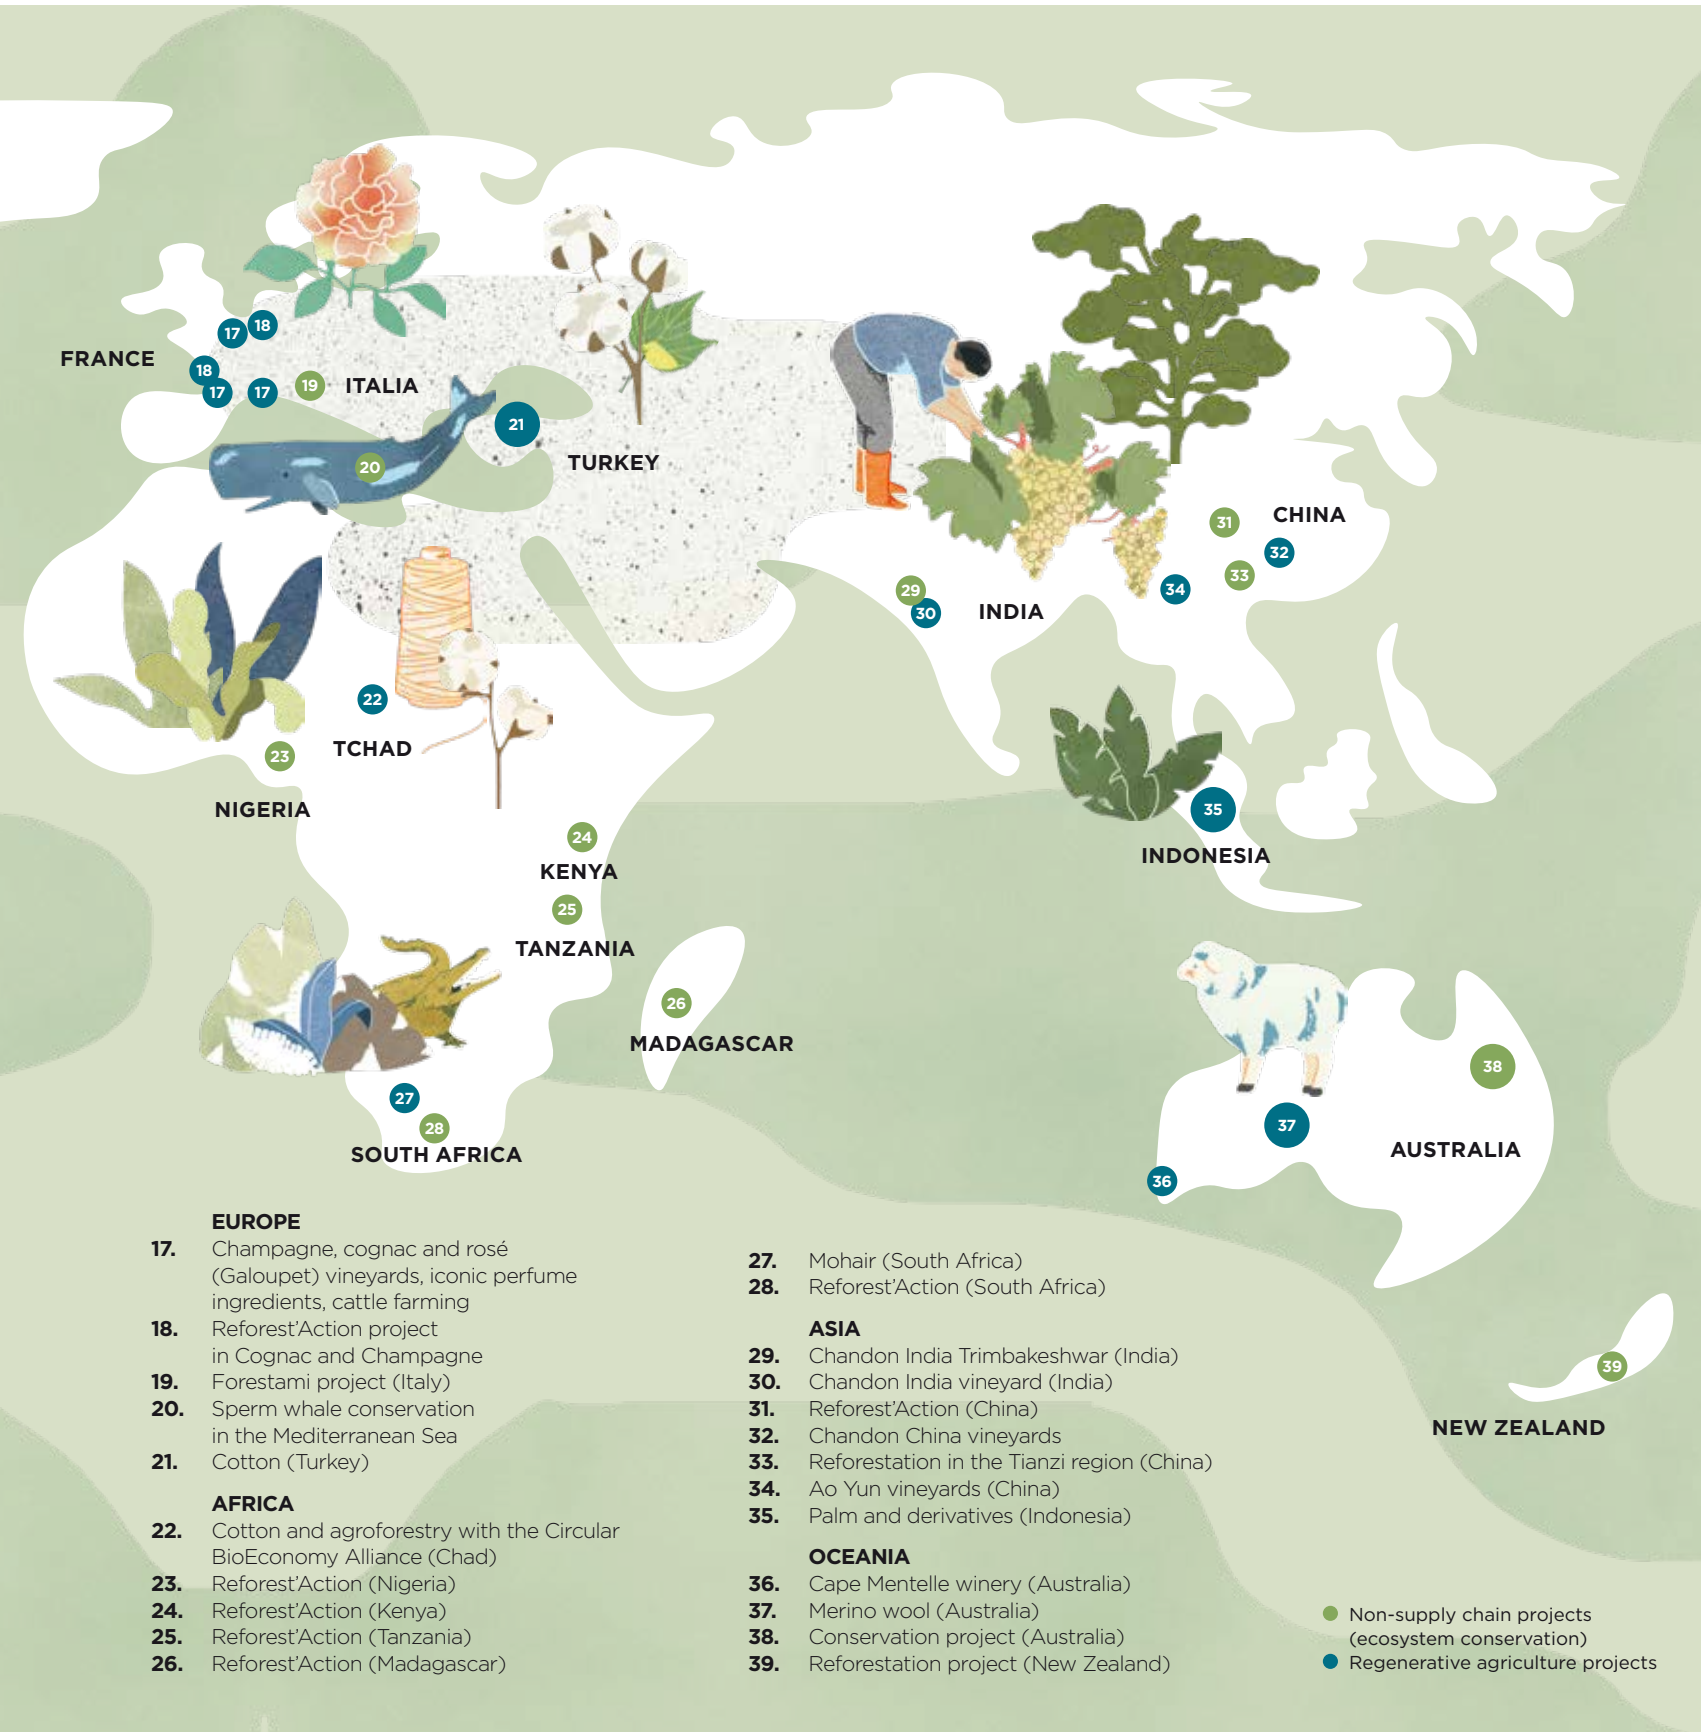 17
18
FRANCE
18
17
17
19
ITALIA
21
20
TURKEY
31
CHINA
32
33
34
29
30
INDIA
22
TCHAD
23
NIGERIA
35
INDONESIA
24
KENYA
25
TANZANIA
26
MADAGASCAR
38
27
28
SOUTH AFRICA
37
AUSTRALIA
36
39
NEW ZEALAND
EUROPE
17. Champagne, cognac and rosé
(Galoupet) vineyards, iconic perfume
ingredients, cattle farming
18. Reforest'Action project
in Cognac and Champagne
19. Forestami project (Italy)
20. Sperm whale conservation
in the Mediterranean Sea
21. Cotton (Turkey)
AFRICA
22. Cotton and agroforestry with the Circular
BioEconomy Alliance (Chad)
23. Reforest'Action (Nigeria)
24. Reforest'Action (Kenya)
25. Reforest'Action (Tanzania)
26. Reforest'Action (Madagascar)
27. Mohair (South Africa)
28. Reforest'Action (South Africa)
ASIA
29. Chandon India Trimbakeshwar (India)
30. Chandon India vineyard (India)
31. Reforest'Action (China)
32. Chandon China vineyards
33. Reforestation in the Tianzi region (China)
34. Ao Yun vineyards (China)
35. Palm and derivatives (Indonesia)
OCEANIA
36. Cape Mentelle winery (Australia)
37. Merino wool (Australia)
38. Conservation project (Australia)
39. Reforestation project (New Zealand)
Non-supply chain projects
(ecosystem conservation)
Regenerative agriculture projects